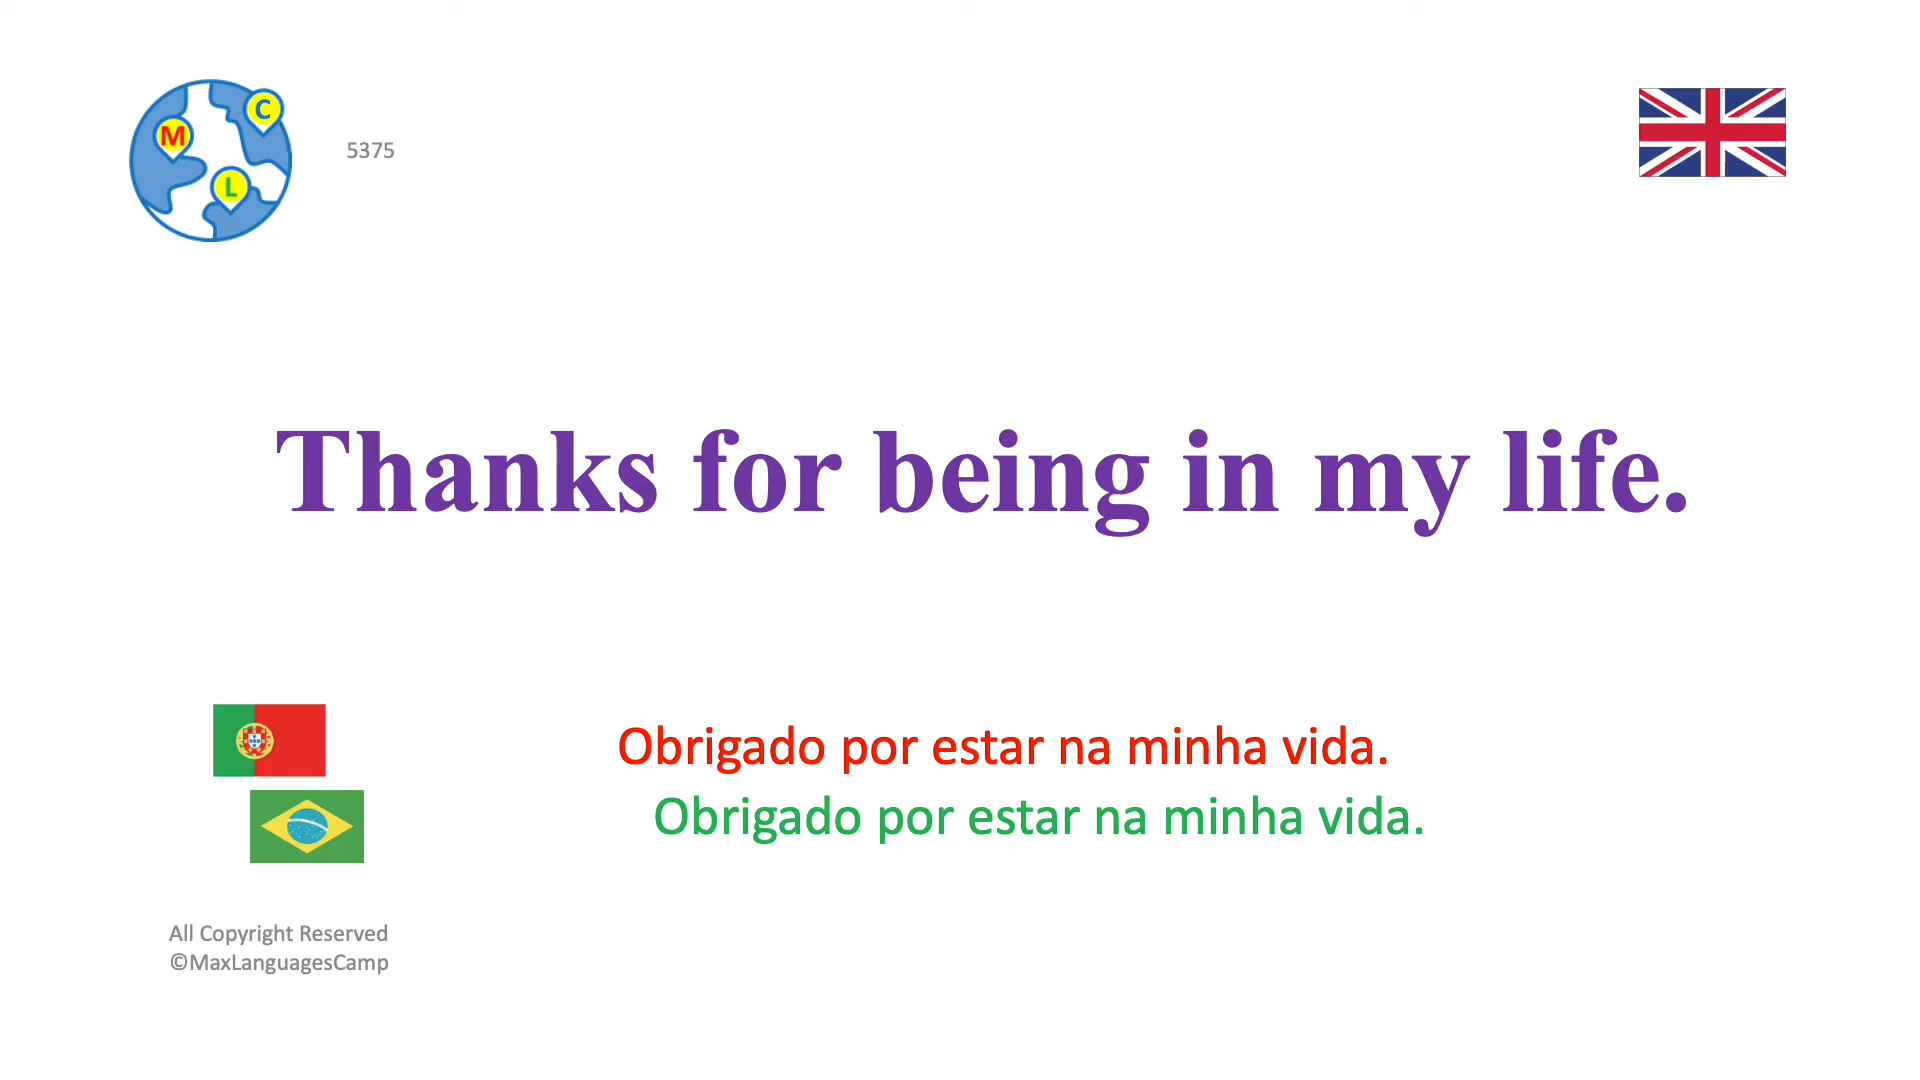 M
C
L
5375
Thanks for being in my life.
Obrigado por estar na minha vida.
Obrigado por estar na minha vida.
All Copyright Reserved
©MaxLanguagesCamp